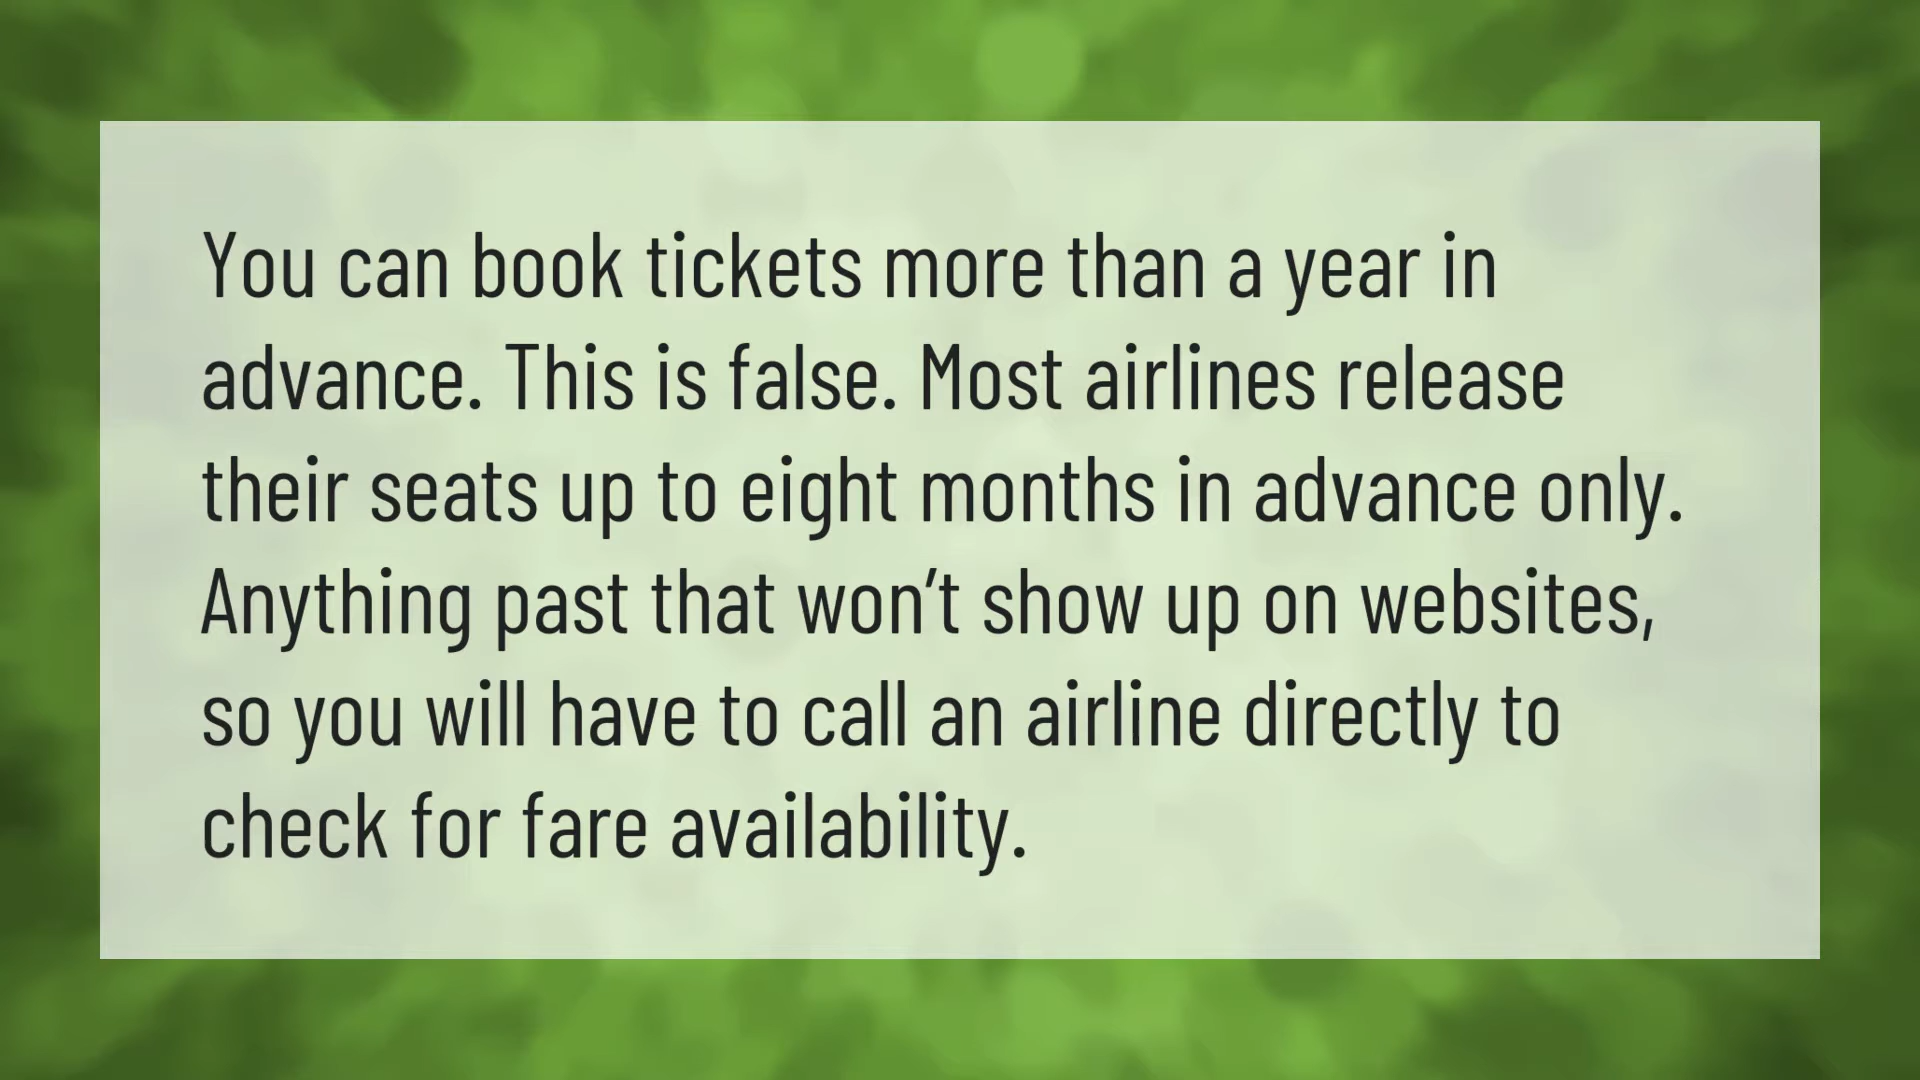 You can book tickets more than a year in
advance. This is false. Most airlines release
their seats up to eight months in advance only.
Anything past that won’t show up on websites,
so you will have to call an airline directly to
check for fare availability.